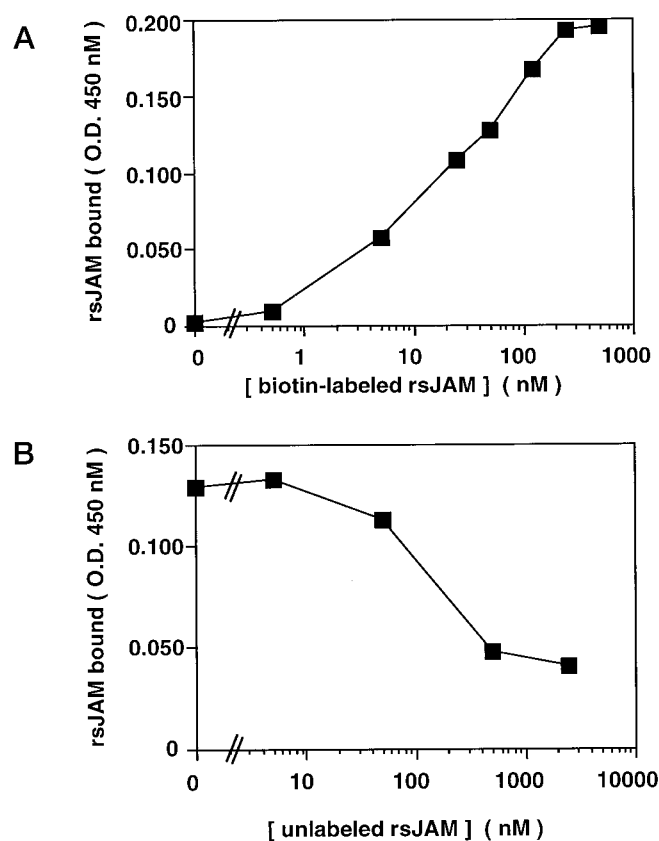 A
rsJAM bound ( O.D. 450 nM )
0.200
0.150
0.100
0.050
0
0 1 10 100 1000
[ biotin-labeled rsJAM ] ( nM )
B
rsJAM bound ( O.D. 450 nM )
0.150
0.100
0.050
0
0 10 100 1000 10000
[ unlabeled rsJAM ] ( nM )